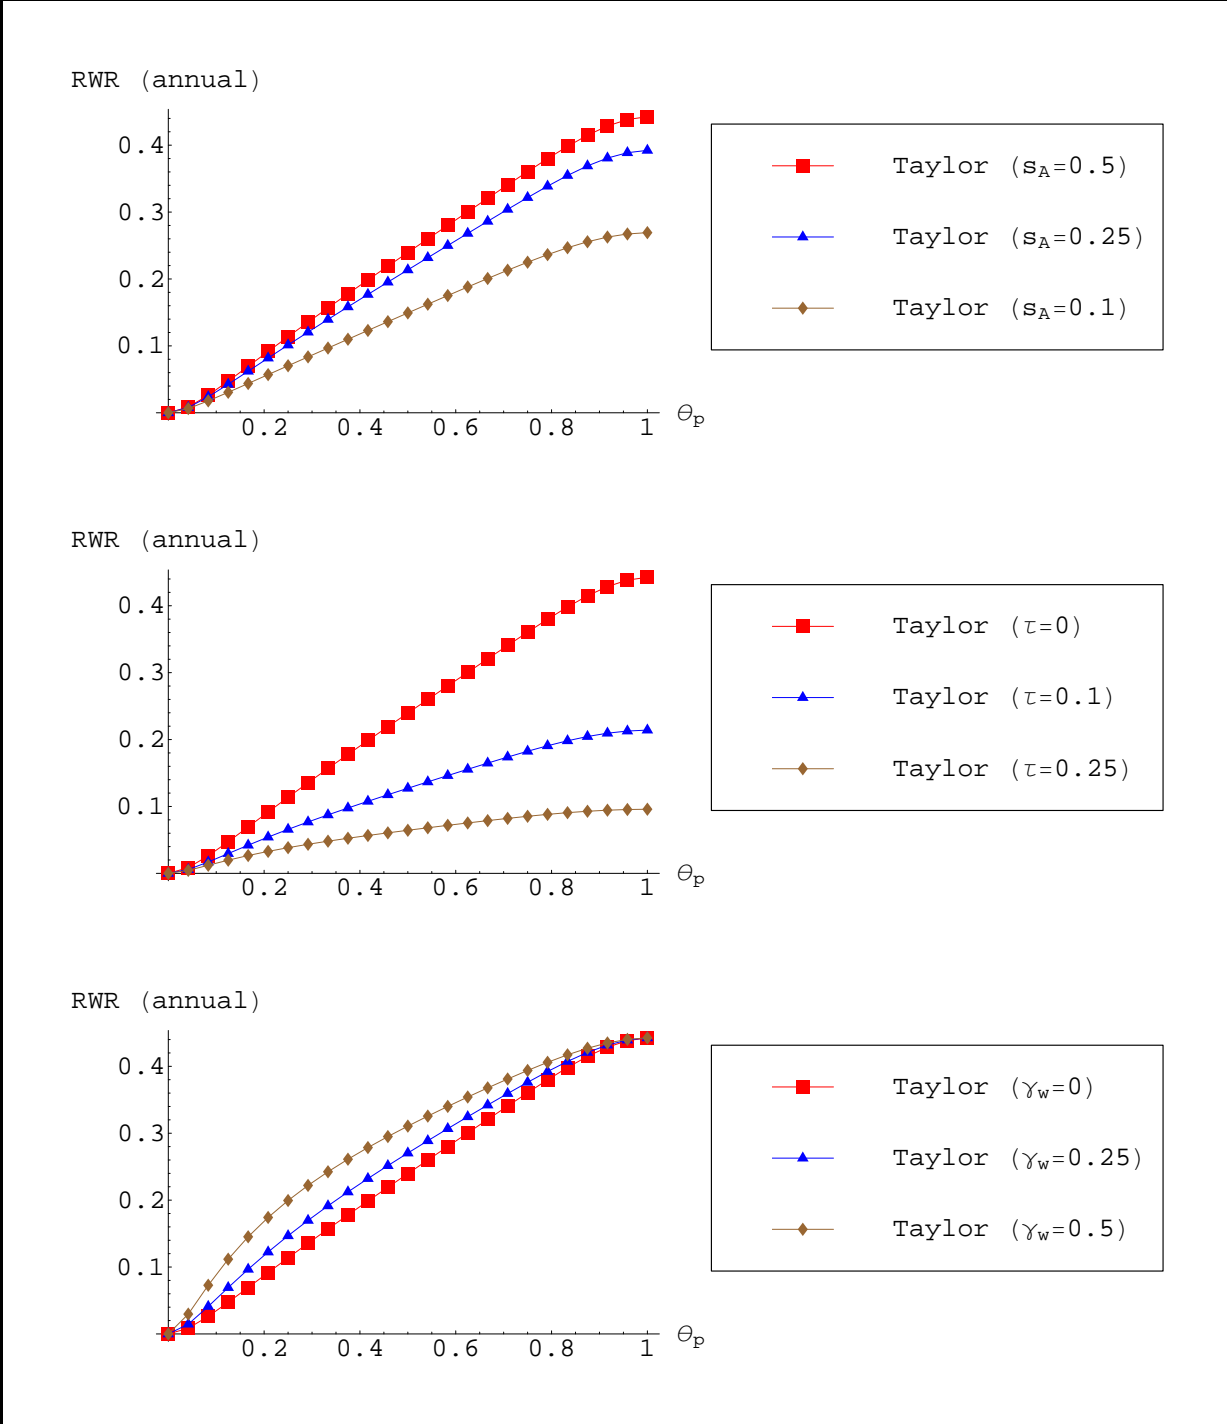 RWR (annual)
0.4
0.3
0.2
0.1
0.2 0.4 0.6 0.8 1 θp
Taylor (sA=0.5)
Taylor (sA=0.25)
Taylor (sA=0.1)
RWR (annual)
0.4
0.3
0.2
0.1
0.2 0.4 0.6 0.8 1 θp
Taylor (τ=0)
Taylor (τ=0.1)
Taylor (τ=0.25)
RWR (annual)
0.4
0.3
0.2
0.1
0.2 0.4 0.6 0.8 1 θp
Taylor (γw=0)
Taylor (γw=0.25)
Taylor (γw=0.5)